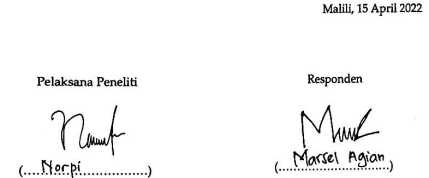 Malili, 15 April 2022
Pelaksana Peneliti
Responden
(....Norpi....................)
(....Marsel Agian....)